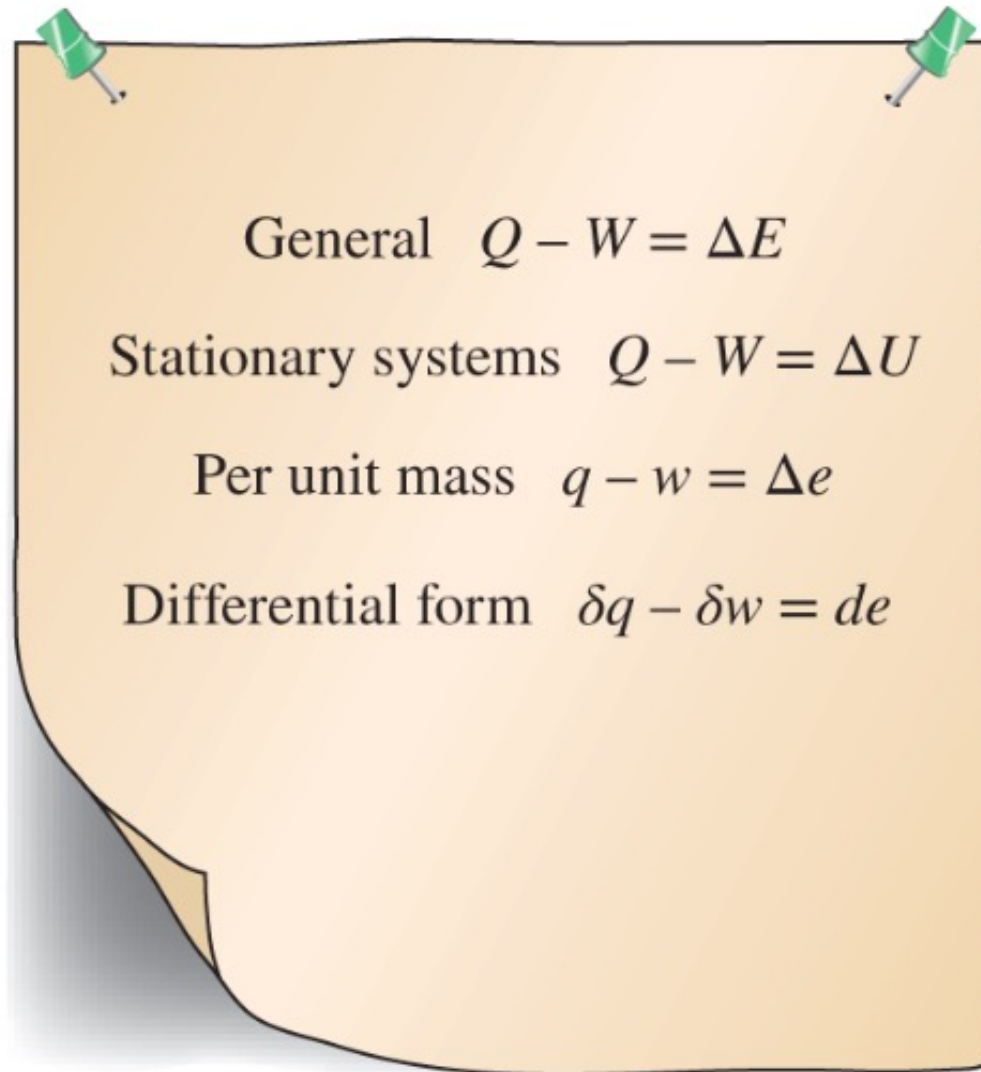 General Q – W = ΔE
Stationary systems Q – W = ΔU
Per unit mass q – w = Δe
Differential form δq – δw = de